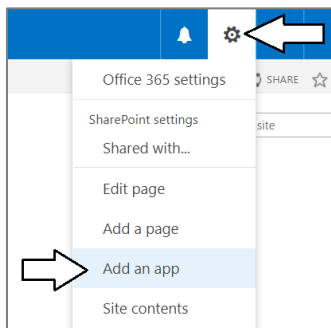 Office 365 settings
SHARE
SharePoint settings
site
Shared with...
Edit page
Add a page
Add an app
Site contents